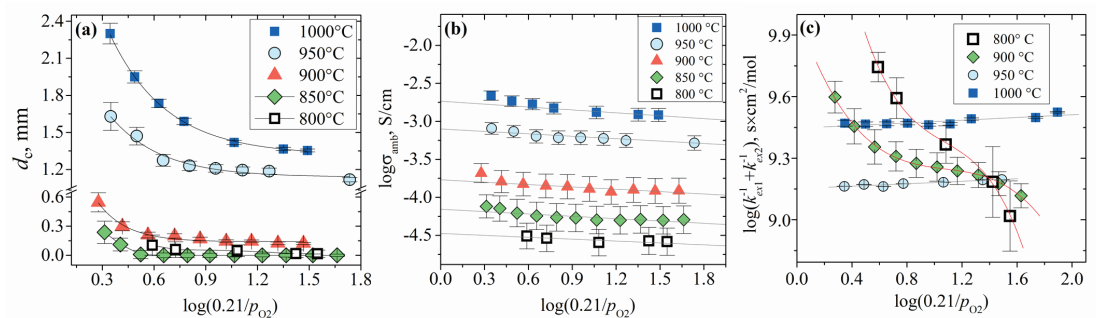 (a)
1000°C
950°C
900°C
850°C
800°C
2.4
2.1
1.8
1.5
1.2
0.6
0.3
0.0
d_c, mm
0.3 0.6 0.9 1.2 1.5 1.8
log(0.21/p_O2)
(b)
1000 °C
950 °C
900 °C
850 °C
800 °C
-2.0
-2.5
-3.0
-3.5
-4.0
-4.5
logσ_amb, S/cm
0.0 0.3 0.6 0.9 1.2 1.5 1.8
log(0.21/p_O2)
(c)
800° C
900 °C
950 °C
1000 °C
9.9
9.6
9.3
9.0
log(k_ex1^-1+k_ex2^-1), s×cm²/mol
0.0 0.4 0.8 1.2 1.6 2.0
log(0.21/p_O2)